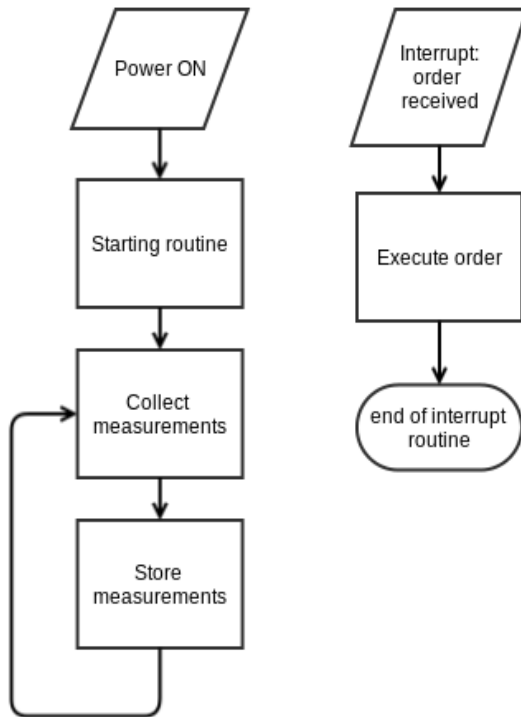 Power ON
Starting routine
Collect
measurements
Store
measurements
Interrupt:
order
received
Execute order
end of interrupt
routine